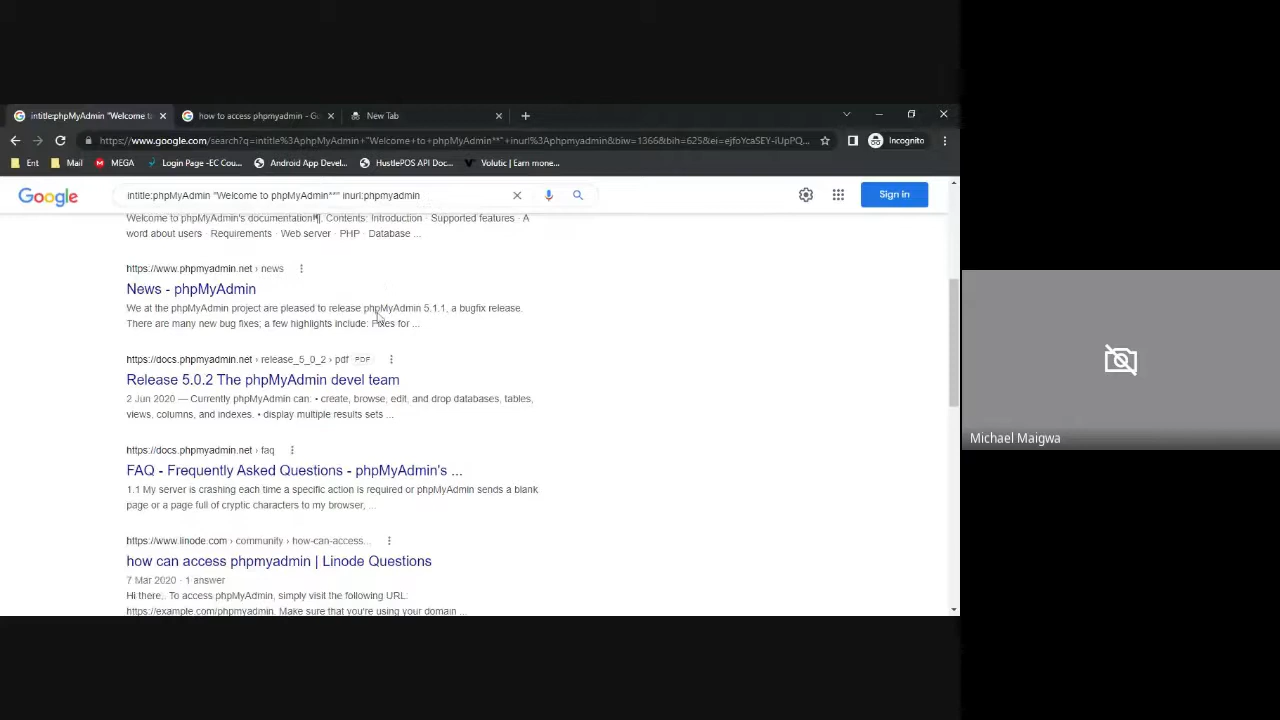 intitle:phpMyAdmin "Welcome to
how to access phpmyadmin - Go
New Tab
https://www.google.com/search?q=intitle%3AphpMyAdmin+"Welcome+to+phpMyAdmin**"+inurl%3Aphpmyadmin&biw=1366&bih=625&ei=ejfoYcaSEY-iUpPQ...
Incognito
Ent
Mail
MEGA
Login Page -EC Cou...
Android App Devel...
HustlePOS API Doc...
Volutic | Earn more...
Google
intitle:phpMyAdmin "Welcome to phpMyAdmin**" inurl:phpmyadmin
Sign in
Welcome to phpMyAdmin's documentation!¶. Contents: Introduction · Supported features · A
word about users · Requirements · Web server · PHP · Database ...
https://www.phpmyadmin.net › news
News - phpMyAdmin
We at the phpMyAdmin project are pleased to release phpMyAdmin 5.1.1, a bugfix release.
There are many new bug fixes; a few highlights include: Fixes for ...
https://docs.phpmyadmin.net › release_5_0_2 › pdf PDF
Release 5.0.2 The phpMyAdmin devel team
2 Jun 2020 — Currently phpMyAdmin can: • create, browse, edit, and drop databases, tables,
views, columns, and indexes. • display multiple results sets ...
https://docs.phpmyadmin.net › faq
FAQ - Frequently Asked Questions - phpMyAdmin's ...
1.1 My server is crashing each time a specific action is required or phpMyAdmin sends a blank
page or a page full of cryptic characters to my browser, ...
https://www.linode.com › community › how-can-access...
how can access phpmyadmin | Linode Questions
7 Mar 2020 · 1 answer
Hi there,. To access phpMyAdmin, simply visit the following URL:
https://example.com/phpmyadmin. Make sure that you're using your domain ...
Michael Maigwa